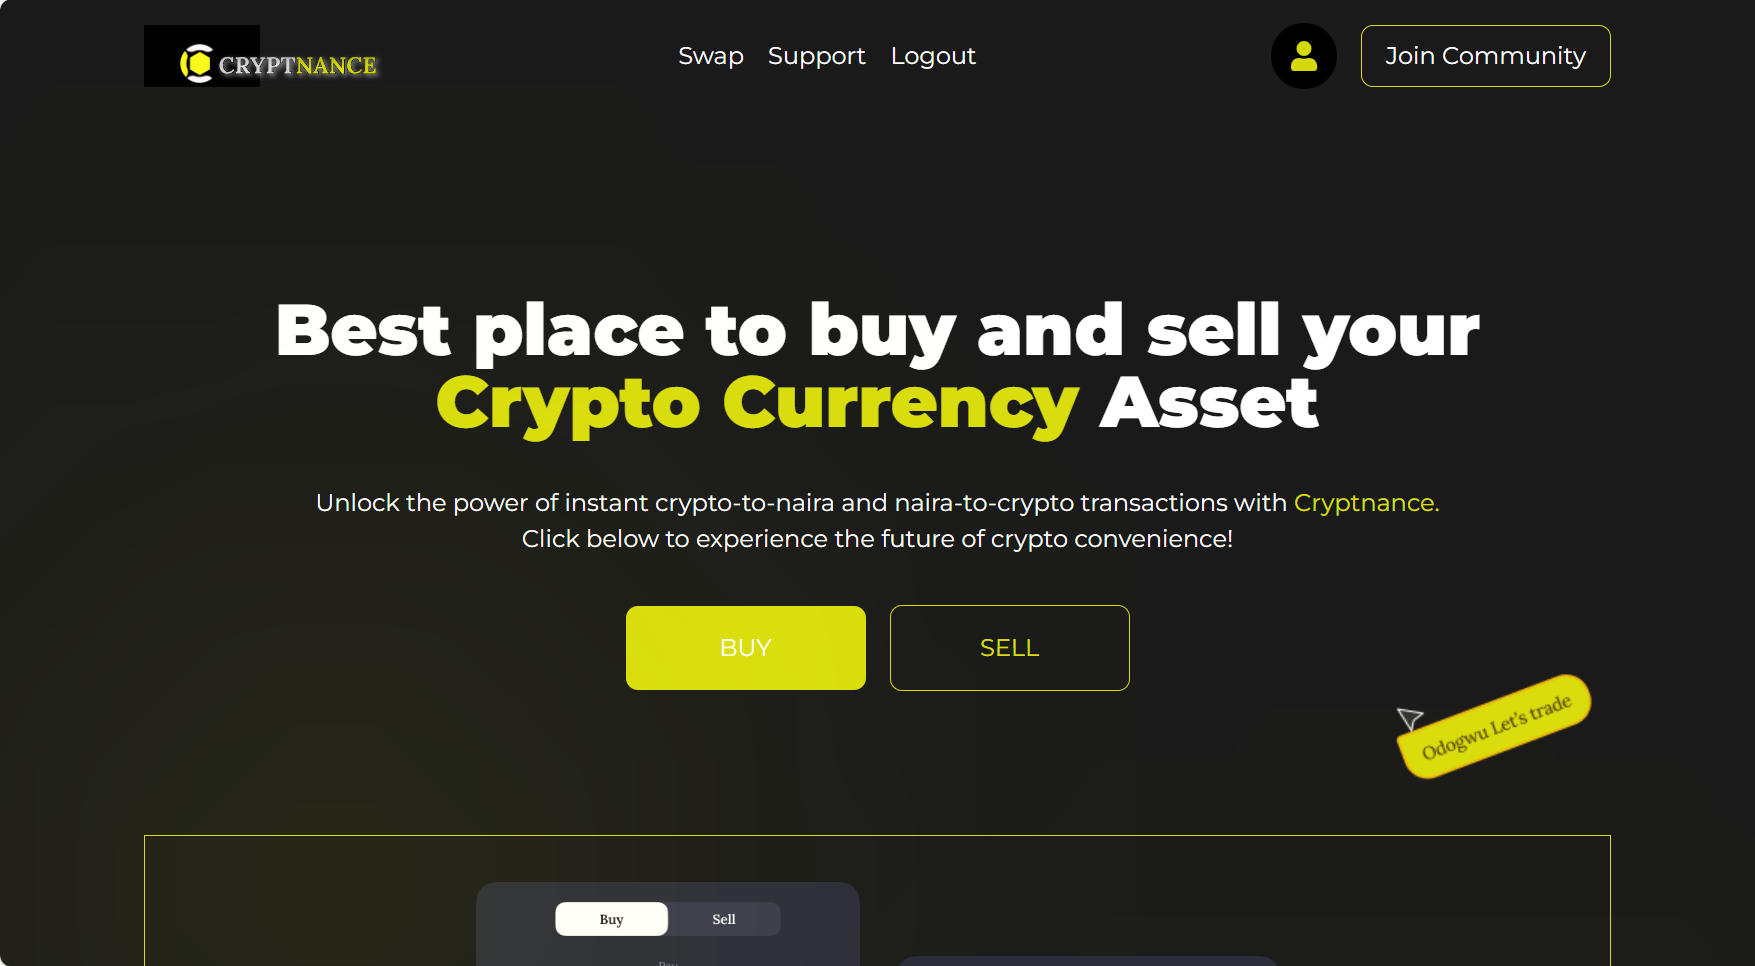 CRYPTNANCE
Swap Support Logout
Join Community
Best place to buy and sell your
Crypto Currency Asset
Unlock the power of instant crypto-to-naira and naira-to-crypto transactions with Cryptnance.
Click below to experience the future of crypto convenience!
BUY SELL
Odogwu Let's trade
Buy Sell